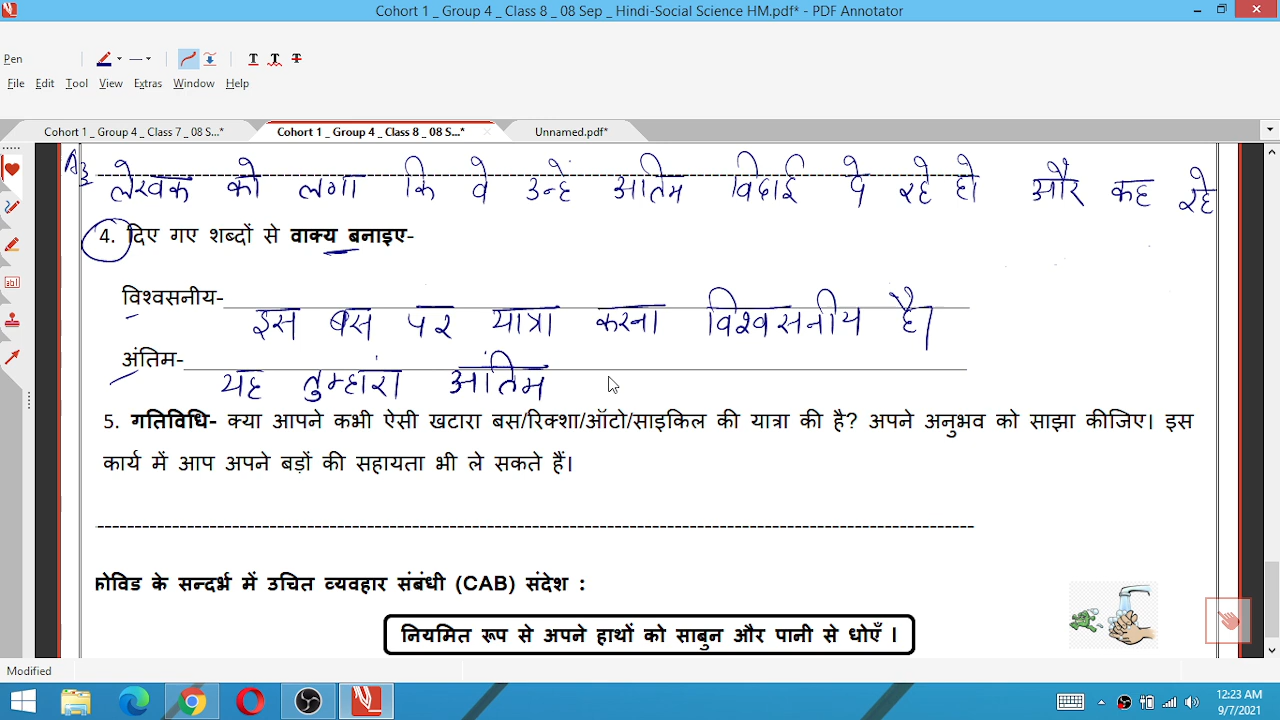 Cohort 1 _ Group 4 _ Class 8 _ 08 Sep _ Hindi-Social Science HM.pdf* - PDF Annotator
Pen
T T T
File Edit Tool View Extras Window Help
Cohort 1 _ Group 4 _ Class 7 _ 08 S...* Cohort 1 _ Group 4 _ Class 8 _ 08 S...* Unnamed.pdf*
A3 लेखक को लगा कि वे उन्हें अंतिम विदाई दे रहे हो और कह रहे
4. दिए गए शब्दों से वाक्य बनाइए-
विश्वसनीय- इस बस पर यात्रा करना विश्वसनीय है।
अंतिम- यह तुम्हारा अंतिम
5. गतिविधि- क्या आपने कभी ऐसी खटारा बस/रिक्शा/ऑटो/साइकिल की यात्रा की है? अपने अनुभव को साझा कीजिए। इस
कार्य में आप अपने बड़ों की सहायता भी ले सकते हैं।
कोविड के सन्दर्भ में उचित व्यवहार संबंधी (CAB) संदेश :
नियमित रूप से अपने हाथों को साबुन और पानी से धोएँ ।
Modified
12:23 AM
9/7/2021